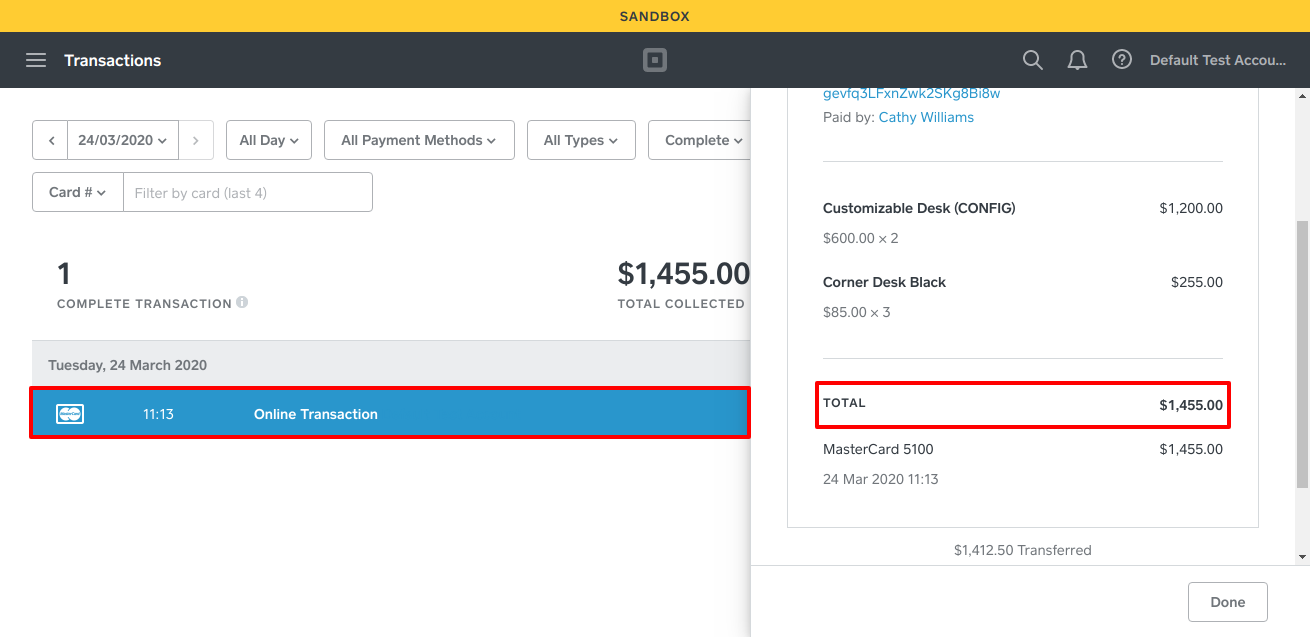 SANDBOX
Transactions
Default Test Accou...
24/03/2020
All Day
All Payment Methods
All Types
Complete
Card #
Filter by card (last 4)
1
COMPLETE TRANSACTION
$1,455.00
TOTAL COLLECTED
Tuesday, 24 March 2020
11:13 Online Transaction
gevfq3LFxnZwk2SKg8Bi8w
Paid by: Cathy Williams
Customizable Desk (CONFIG) $1,200.00
$600.00 × 2
Corner Desk Black $255.00
$85.00 × 3
TOTAL $1,455.00
MasterCard 5100 $1,455.00
24 Mar 2020 11:13
$1,412.50 Transferred
Done